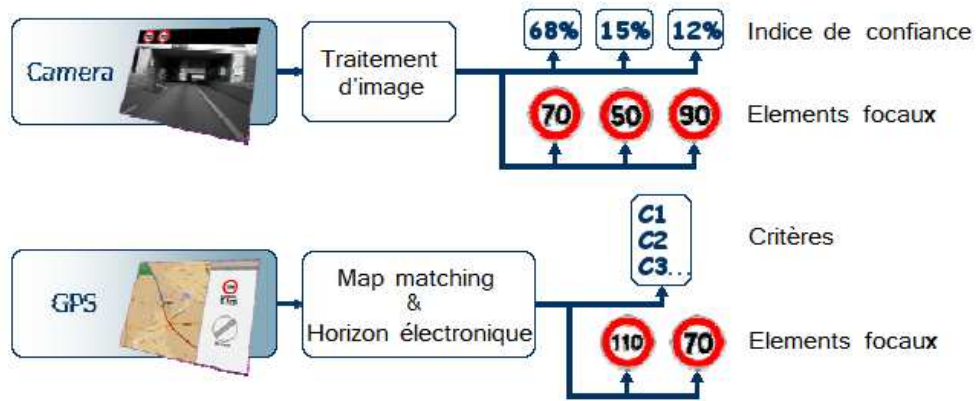 Camera
Traitement
d'image
68% 15% 12%
Indice de confiance
70 50 90
Elements focaux
GPS
Map matching
&
Horizon électronique
C1
C2
C3...
Critères
110 70
Elements focaux